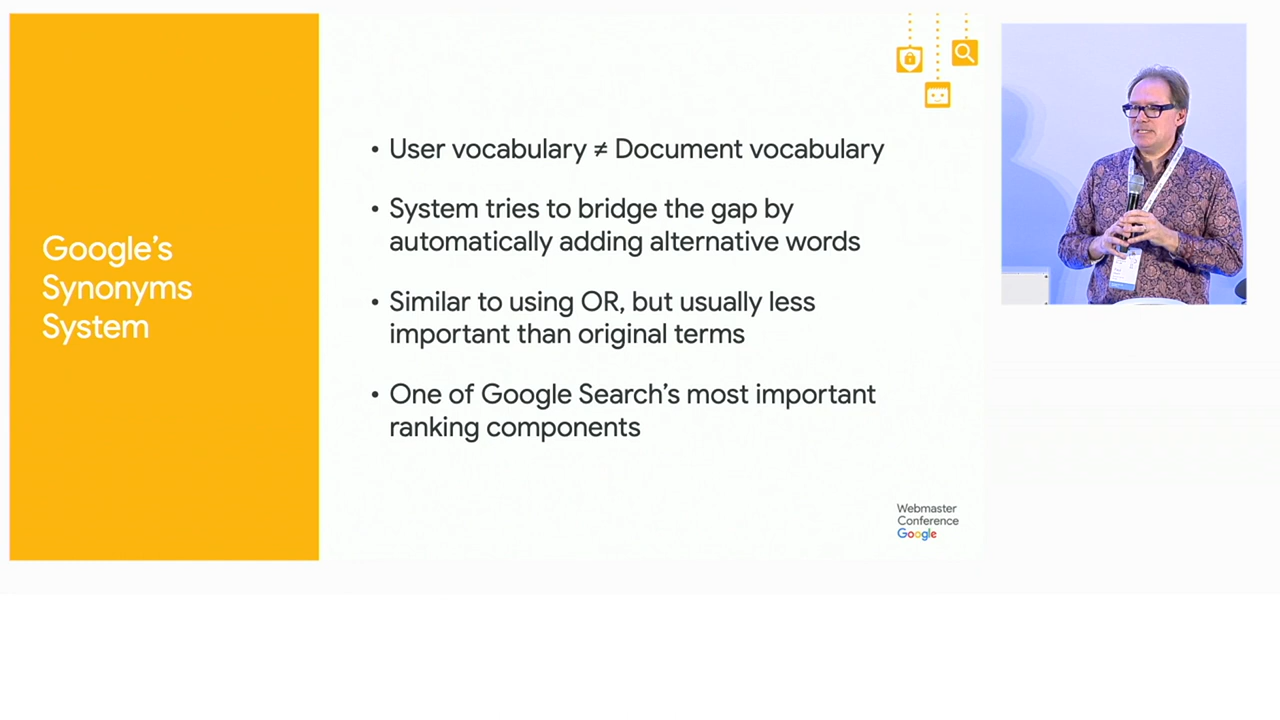 Google's
Synonyms
System
• User vocabulary ≠ Document vocabulary
• System tries to bridge the gap by
automatically adding alternative words
• Similar to using OR, but usually less
important than original terms
• One of Google Search's most important
ranking components
Webmaster
Conference
Google